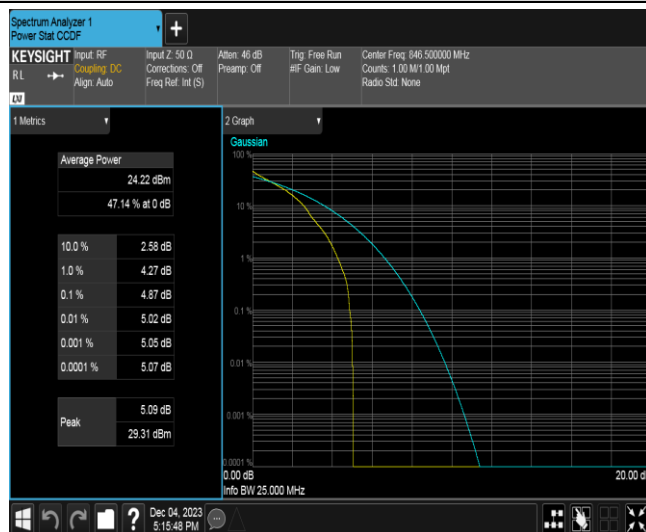 Spectrum Analyzer 1
Power Stat CCDF
+
KEYSIGHT
RL
LXI
Input: RF
Coupling: DC
Align: Auto
Input Z: 50 Ω
Corrections: Off
Freq Ref: Int (S)
Atten: 46 dB
Preamp: Off
Trig: Free Run
#IF Gain: Low
Center Freq: 846.500000 MHz
Counts: 1.00 M/1.00 Mpt
Radio Std: None
1 Metrics
Average Power
24.22 dBm
47.14 % at 0 dB
10.0 % 2.58 dB
1.0 % 4.27 dB
0.1 % 4.87 dB
0.01 % 5.02 dB
0.001 % 5.05 dB
0.0001 % 5.07 dB
Peak
5.09 dB
29.31 dBm
2 Graph
Gaussian
100 %
10 %
1 %
0.1 %
0.01 %
0.001 %
0.0001 %
0.00 dB
20.00 d
Info BW 25.000 MHz
?
Dec 04, 2023
5:15:48 PM